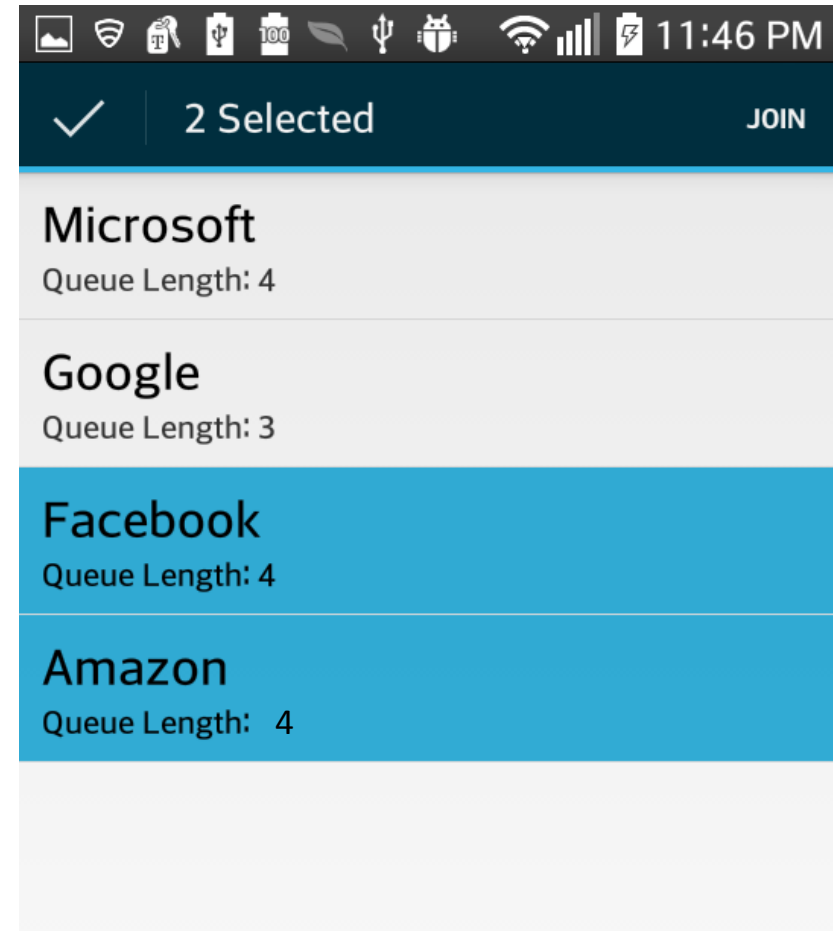 100 11:46 PM
2 Selected JOIN
Microsoft
Queue Length: 4
Google
Queue Length: 3
Facebook
Queue Length: 4
Amazon
Queue Length: 4